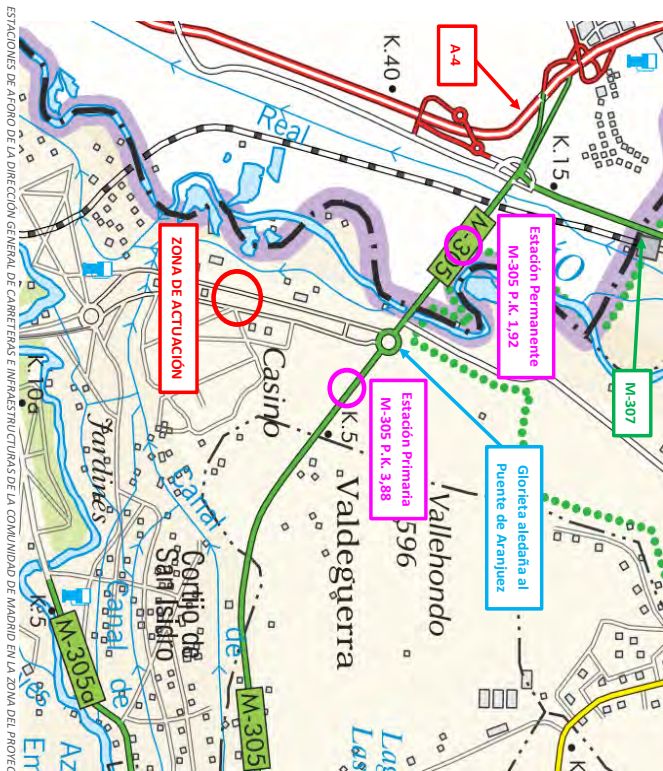 M-307
A-4
K.40
K.15
Real
M-305
Estación Permanente
M-305 P.K. 1,92
Glorieta aledaña al
Puente de Aranjuez
Estación Primaria
M-305 P.K. 3,88
K.5
Vallehondo
596
Valdeguerra
ZONA DE ACTUACIÓN
Casino
Canal de
M-305
K.10a
Jardines
Cortijo de
San Isidro
Canal de
K.5
M-305a
ESTACIONES DE AFORO DE LA DIRECCIÓN GENERAL DE CARRETERAS E INFRAESTRUCTURAS DE LA COMUNIDAD DE MADRID EN LA ZONA DEL PROYEC